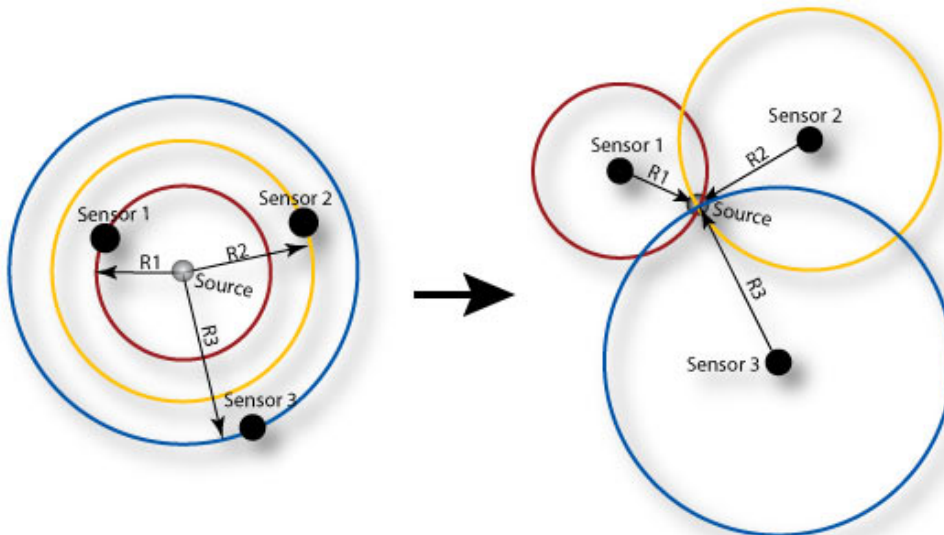 Sensor 1
Sensor 2
R1
R2
Source
R3
Sensor 3
Sensor 1
Sensor 2
R1
R2
Source
R3
Sensor 3